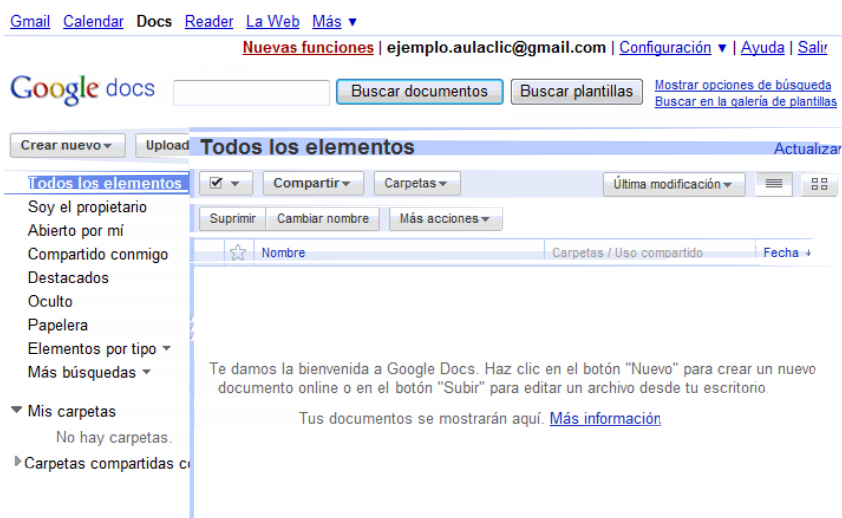 Gmail Calendar Docs Reader La Web Más ▼
Nuevas funciones | ejemplo.aulaclic@gmail.com | Configuración ▼ | Ayuda | Salir
Google docs Buscar documentos Buscar plantillas
Mostrar opciones de búsqueda
Buscar en la galería de plantillas
Crear nuevo Upload
Todos los elementos Actualizar
Todos los elementos
Soy el propietario
Abierto por mí
Compartido conmigo
Destacados
Oculto
Papelera
Elementos por tipo
Más búsquedas
Mis carpetas
No hay carpetas.
Carpetas compartidas c
Compartir Carpetas Última modificación
Suprimir Cambiar nombre Más acciones
Nombre Carpetas / Uso compartido Fecha
Te damos la bienvenida a Google Docs. Haz clic en el botón "Nuevo" para crear un nuevo
documento online o en el botón "Subir" para editar un archivo desde tu escritorio
Tus documentos se mostrarán aquí. Más información